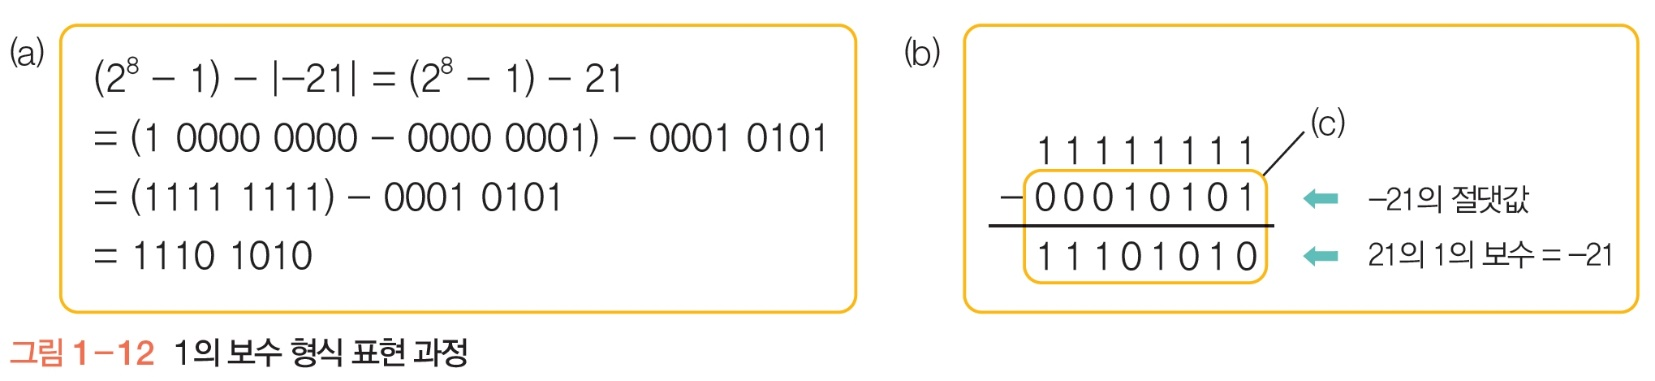 (a)
(2⁸ − 1) − |−21| = (2⁸ − 1) − 21
= (1 0000 0000 − 0000 0001) − 0001 0101
= (1111 1111) − 0001 0101
= 1110 1010
(b)
(c)
1 1 1 1 1 1 1 1
− 0 0 0 1 0 1 0 1 −21의 절댓값
1 1 1 0 1 0 1 0 21의 1의 보수 = −21
그림 1−12 1의 보수 형식 표현 과정